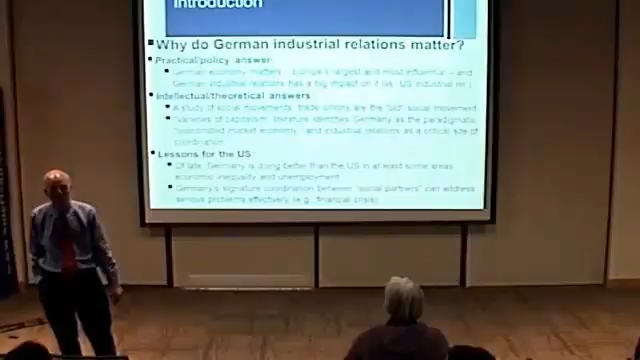 Introduction
Why do German industrial relations matter?
Practical/policy answer
German economy matters Europe's largest and most influential and
German industrial relations has a big impact on it US industrial rel.)
Intellectual/theoretical answers
A study of social movements trade unions are the "old" social movement
"Varieties of capitalism" literature identifies Germany as the paradigmatic
"coordinated market economy" and industrial relations as a critical site of
coordination
Lessons for the US
Of late, Germany is doing better than the US in at least some areas
economic inequality and unemployment
Germany's signature coordination between "social partners" can address
serious problems effectively (e.g., financial crisis)